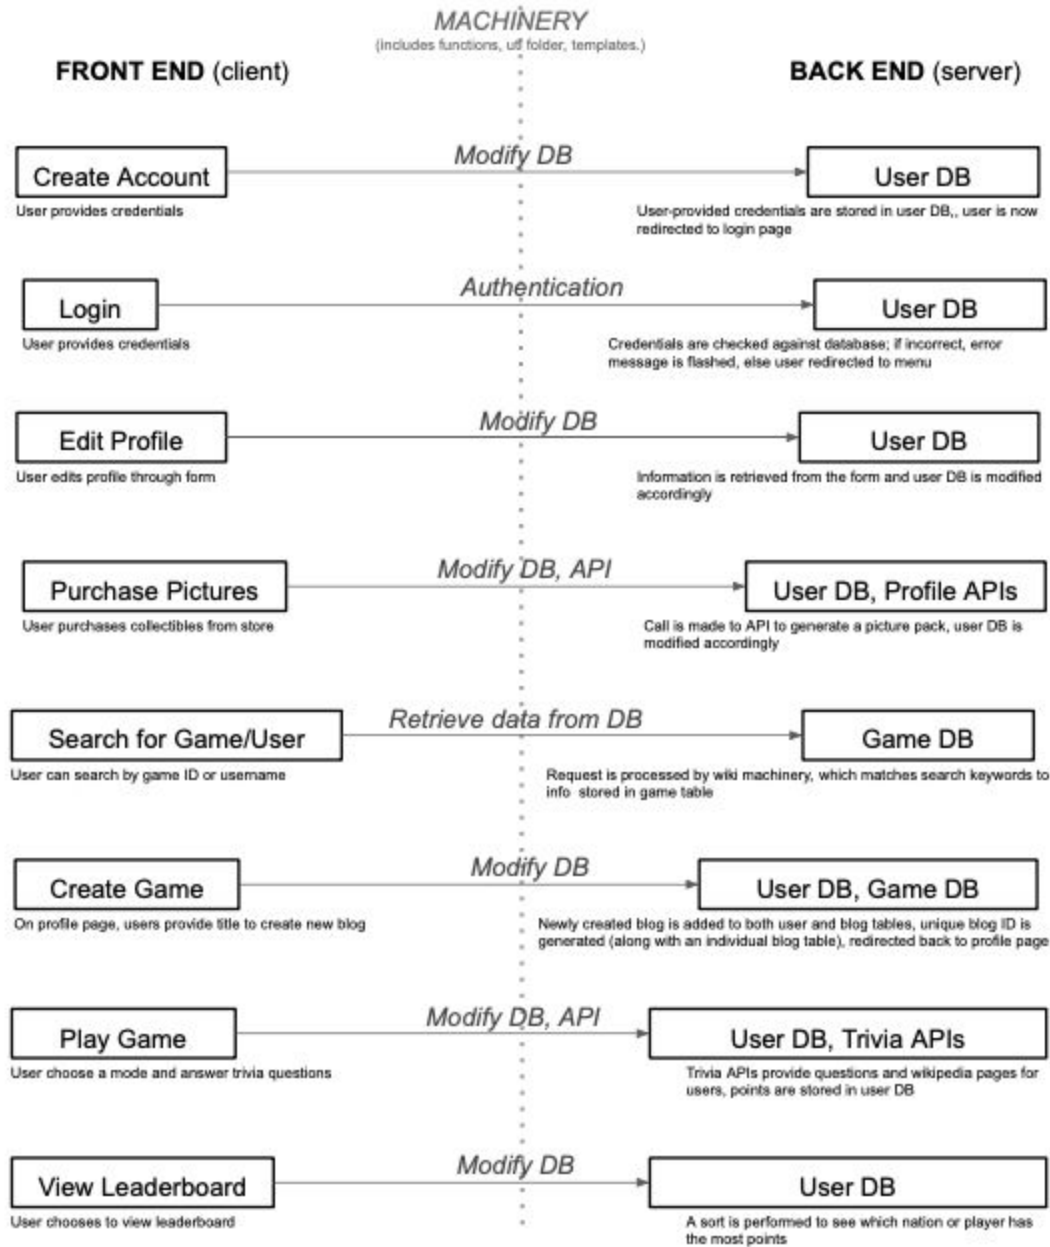 MACHINERY
(includes functions, util folder, templates.)
FRONT END (client)
BACK END (server)
Create Account
Modify DB
User DB
User provides credentials
User-provided credentials are stored in user DB,, user is now
redirected to login page
Login
Authentication
User DB
User provides credentials
Credentials are checked against database; if incorrect, error
message is flashed, else user redirected to menu
Edit Profile
Modify DB
User DB
User edits profile through form
Information is retrieved from the form and user DB is modified
accordingly
Purchase Pictures
Modify DB, API
User DB, Profile APIs
User purchases collectibles from store
Call is made to API to generate a picture pack, user DB is
modified accordingly
Search for Game/User
Retrieve data from DB
Game DB
User can search by game ID or username
Request is processed by wiki machinery, which matches search keywords to
info stored in game table
Create Game
Modify DB
User DB, Game DB
On profile page, users provide title to create new blog
Newly created blog is added to both user and blog tables, unique blog ID is
generated (along with an individual blog table), redirected back to profile page
Play Game
Modify DB, API
User DB, Trivia APIs
User choose a mode and answer trivia questions
Trivia APIs provide questions and wikipedia pages for
users, points are stored in user DB
View Leaderboard
Modify DB
User DB
User chooses to view leaderboard
A sort is performed to see which nation or player has
the most points